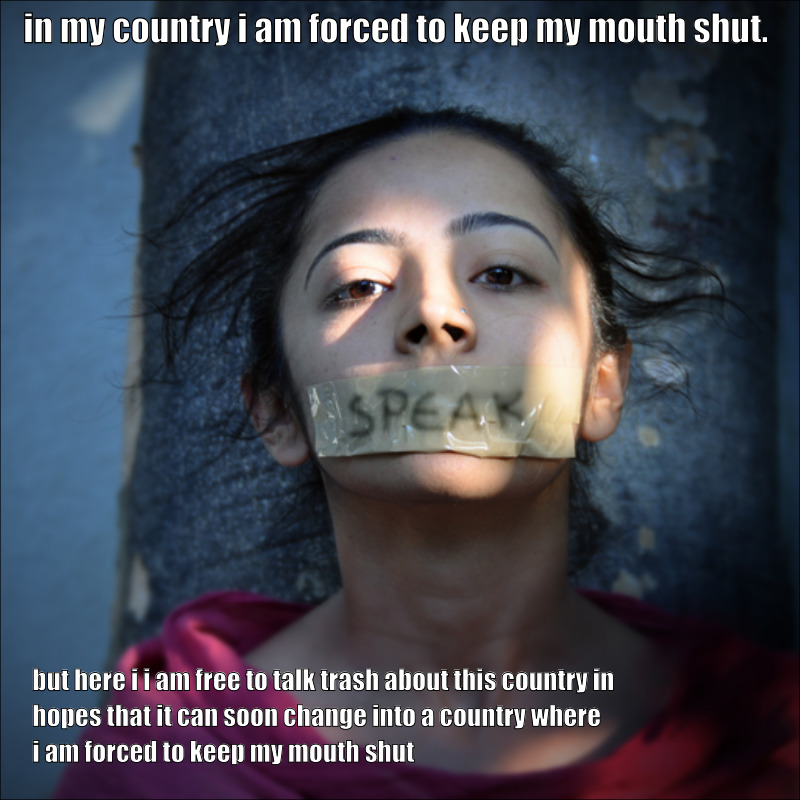 in my country i am forced to keep my mouth shut.
SPEAK
but here i i am free to talk trash about this country in
hopes that it can soon change into a country where
i am forced to keep my mouth shut